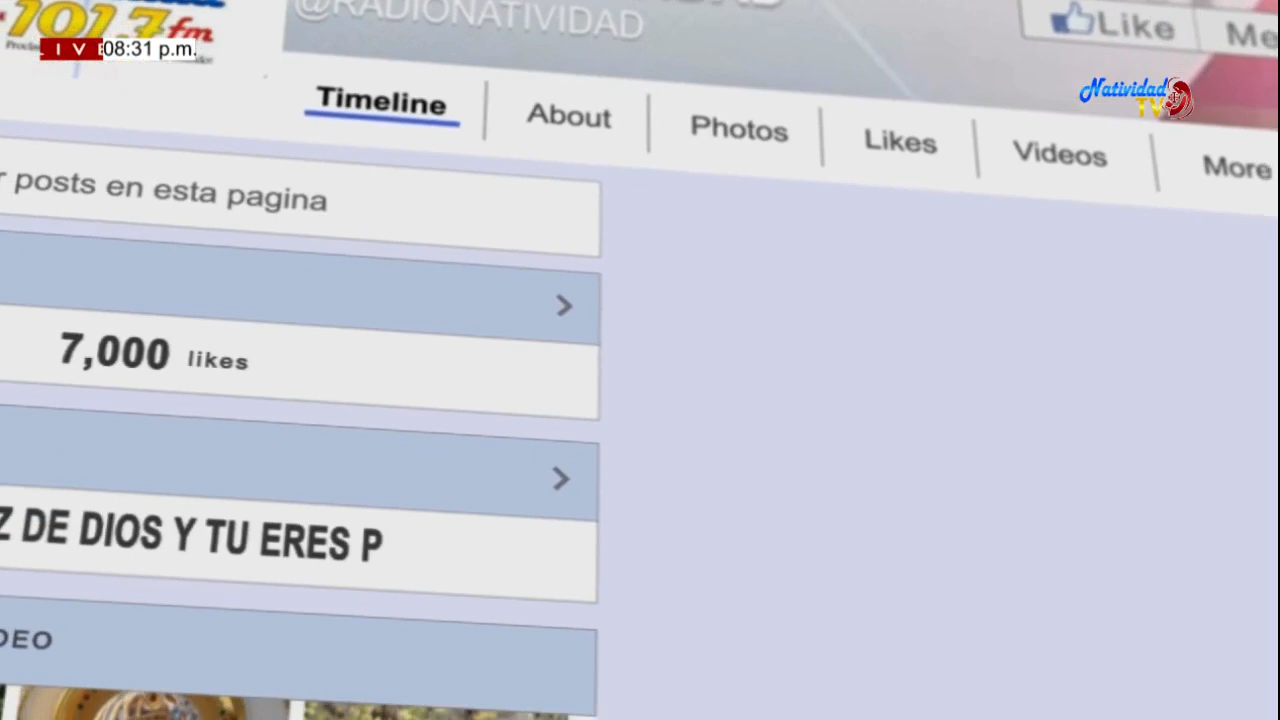 101.7 fm
08:31 p.m.
@RADIONATIVIDAD
Like
Me
Natividad
TV
Timeline
About
Photos
Likes
Videos
More
r posts en esta pagina
7,000 likes
Z DE DIOS Y TU ERES P
DEO